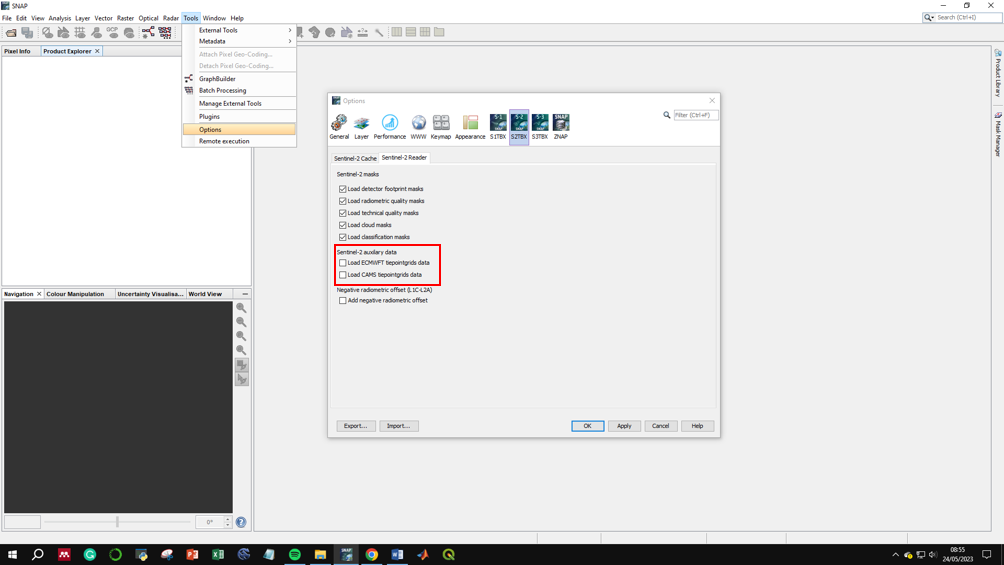 SNAP
File Edit View Analysis Layer Vector Raster Optical Radar Tools Window Help
Search (Ctrl+I)
GCP
External Tools
Metadata
Attach Pixel Geo-Coding...
Detach Pixel Geo-Coding...
GraphBuilder
Batch Processing
Manage External Tools
Plugins
Options
Remote execution
Pixel Info
Product Explorer
Product Library
Mask Manager
Options
Filter (Ctrl+F)
S-1 S-2 S-3 SNAP
General Layer Performance WWW Keymap Appearance S1TBX S2TBX S3TBX ZNAP
Sentinel-2 Cache Sentinel-2 Reader
Sentinel-2 masks
Load detector footprint masks
Load radiometric quality masks
Load technical quality masks
Load cloud masks
Load classification masks
Sentinel-2 auxilary data
Load ECMWFT tiepointgrids data
Load CAMS tiepointgrids data
Negative radiometric offset (L1C-L2A)
Add negative radiometric offset
Export... Import... OK Apply Cancel Help
Navigation Colour Manipulation Uncertainty Visualisa... World View
0°
08:55
24/05/2023